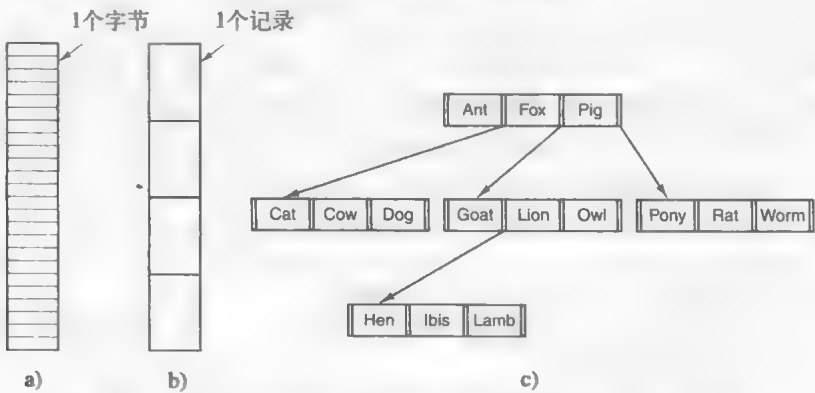 1个字节
1个记录
Ant Fox Pig
Cat Cow Dog
Goat Lion Owl
Pony Rat Worm
Hen Ibis Lamb
a)
b)
c)